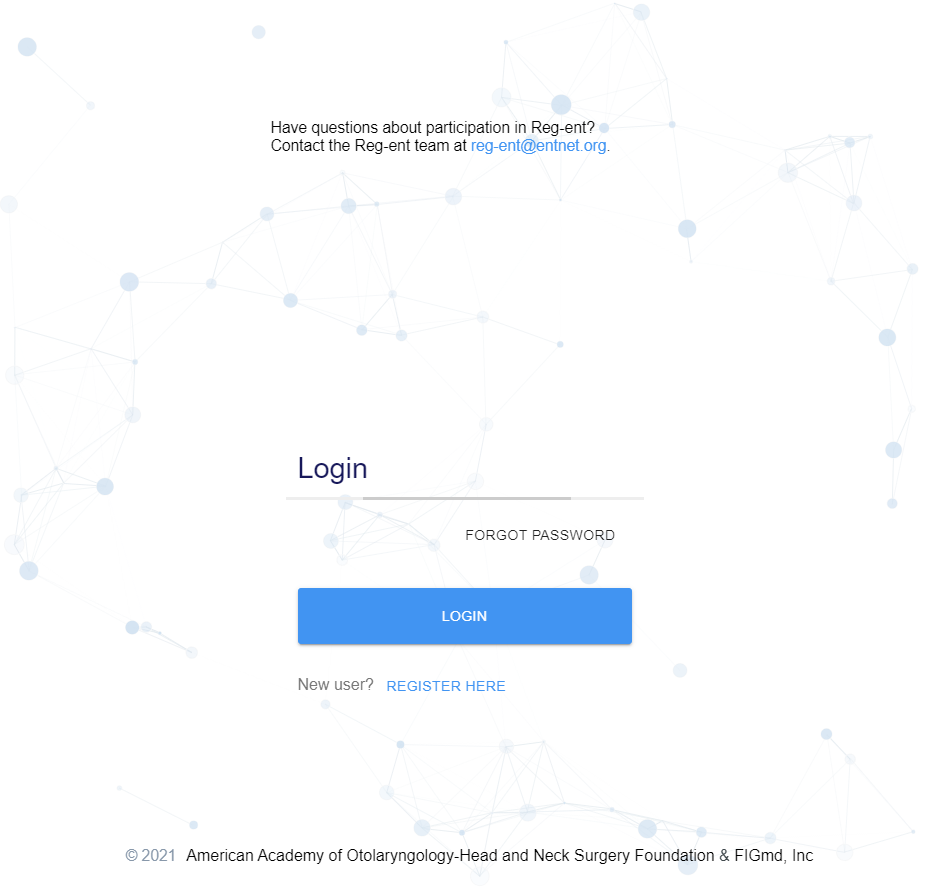 Have questions about participation in Reg-ent?
Contact the Reg-ent team at reg-ent@entnet.org.
Login
FORGOT PASSWORD
LOGIN
New user? REGISTER HERE
© 2021 American Academy of Otolaryngology-Head and Neck Surgery Foundation & FIGmd, Inc